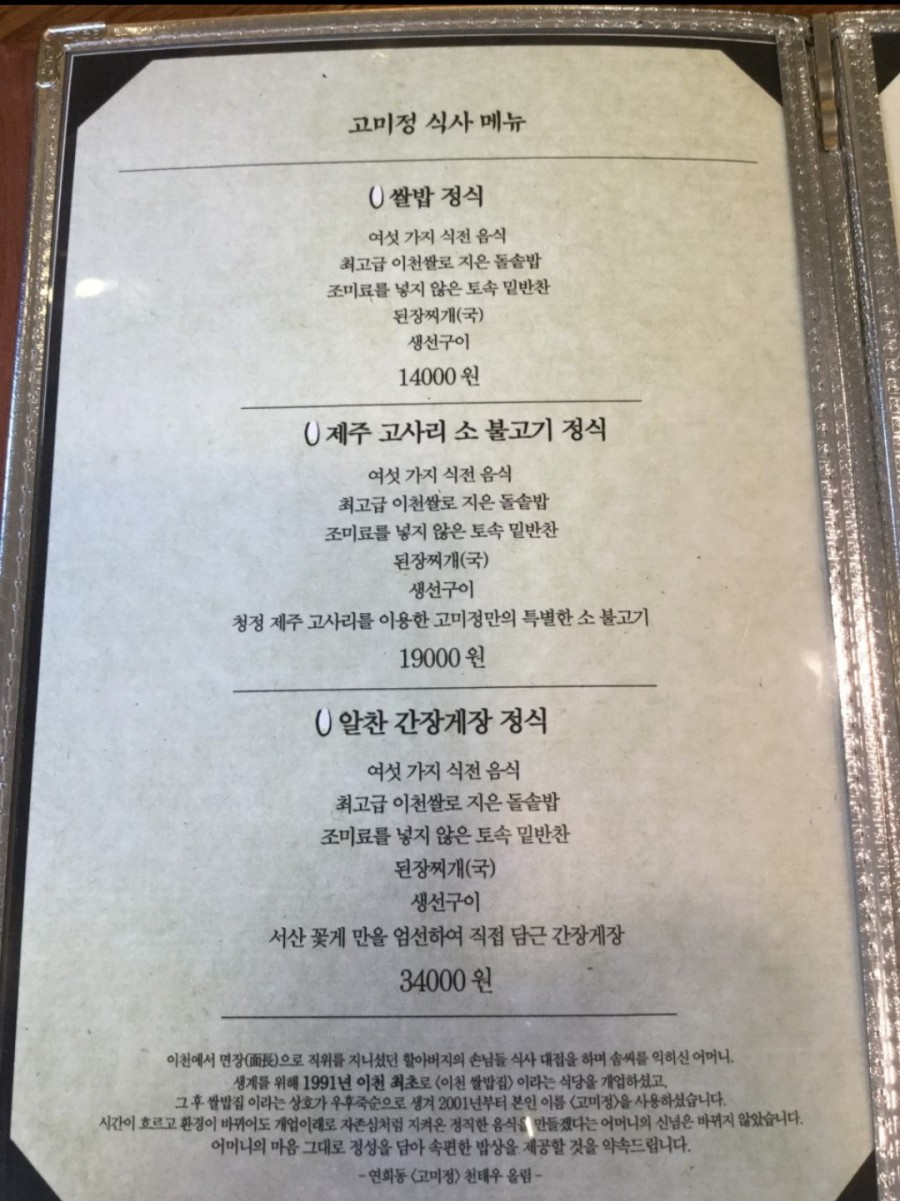 고미정 식사 메뉴
쌀밥 정식
여섯 가지 식전 음식
최고급 이천쌀로 지은 돌솥밥
조미료를 넣지 않은 토속 밑반찬
된장찌개(국)
생선구이
14000원
제주 고사리 소 불고기 정식
여섯 가지 식전 음식
최고급 이천쌀로 지은 돌솥밥
조미료를 넣지 않은 토속 밑반찬
된장찌개(국)
생선구이
청정 제주 고사리를 이용한 고미정만의 특별한 소 불고기
19000원
알찬 간장게장 정식
여섯 가지 식전 음식
최고급 이천쌀로 지은 돌솥밥
조미료를 넣지 않은 토속 밑반찬
된장찌개(국)
생선구이
서산 꽃게 만을 엄선하여 직접 담근 간장게장
34000원
이천에서 면장(面長)으로 직위를 지니셨던 할아버지의 손님들 식사 대접을 하며 솜씨를 익히신 어머니.
생계를 위해 1991년 이천 최초로 〈이천 쌀밥집〉 이라는 식당을 개업하셨고,
그 후 쌀밥집 이라는 상호가 우후죽순으로 생겨 2001년부터 본인 이름 〈고미정〉을 사용하셨습니다.
시간이 흐르고 환경이 바뀌어도 개업이래로 자존심처럼 지켜온 정직한 음식을 만들겠다는 어머니의 신념은 바뀌지 않았습니다.
어머니의 마음 그대로 정성을 담아 속편한 밥상을 제공할 것을 약속드립니다.
- 연희동 〈고미정〉 천태우 올림 -